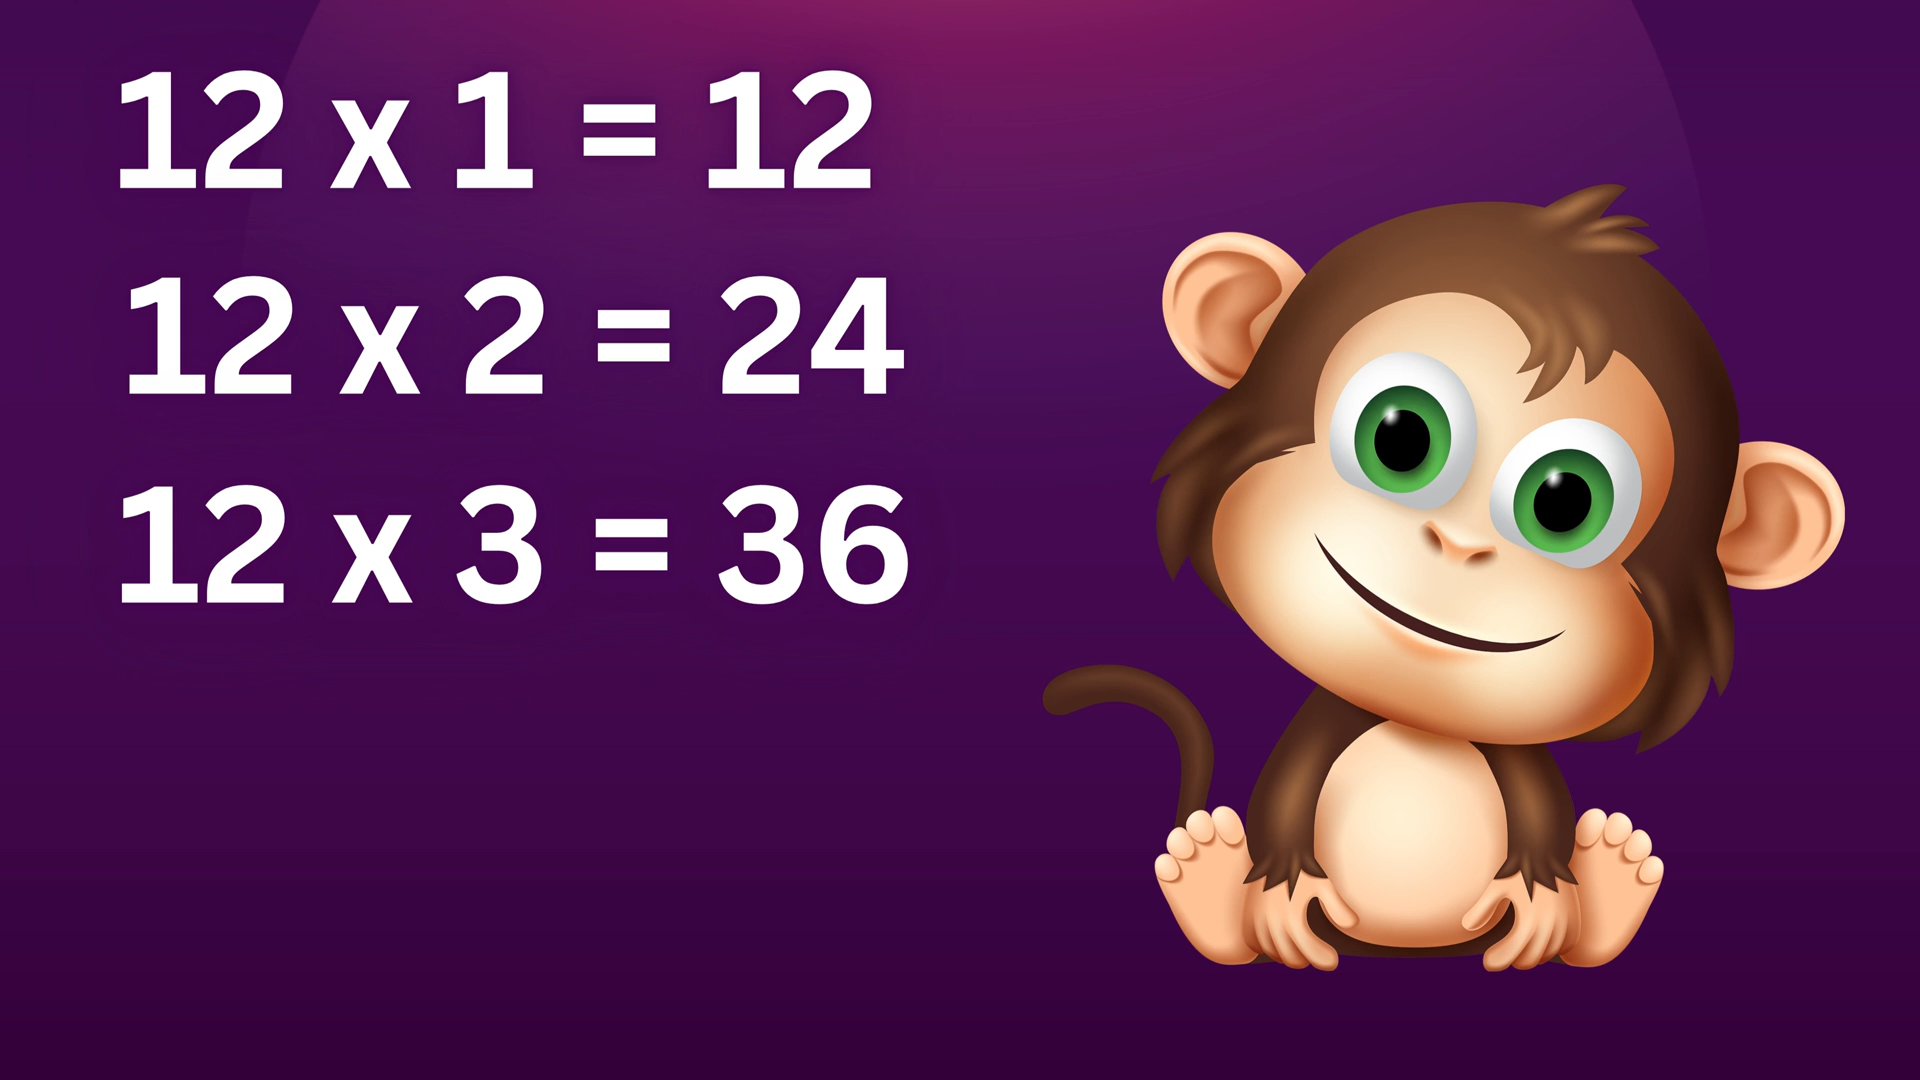 12 x 1 = 12
12 x 2 = 24
12 x 3 = 36